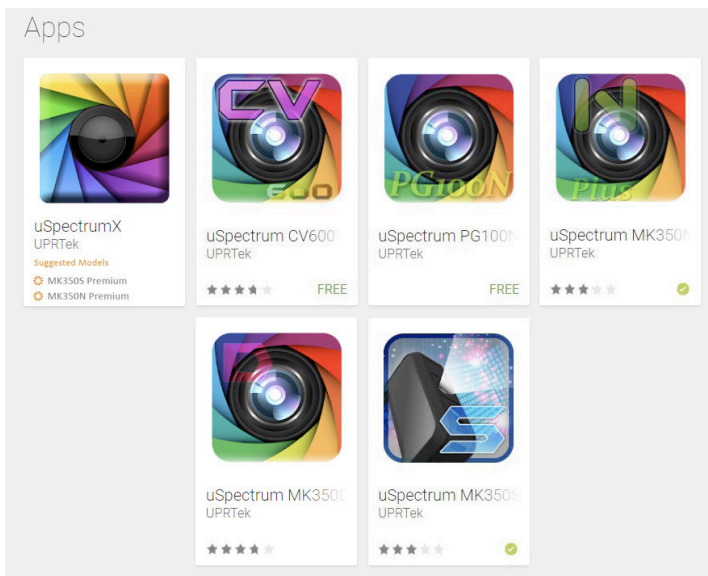 Apps
uSpectrumX
UPRTek
Suggested Models
MK350S Premium
MK350N Premium
CV
600
uSpectrum CV600
UPRTek
FREE
PG100N
uSpectrum PG100N
UPRTek
FREE
N
Plus
uSpectrum MK350N
UPRTek
D
uSpectrum MK350D
UPRTek
S
uSpectrum MK350S
UPRTek